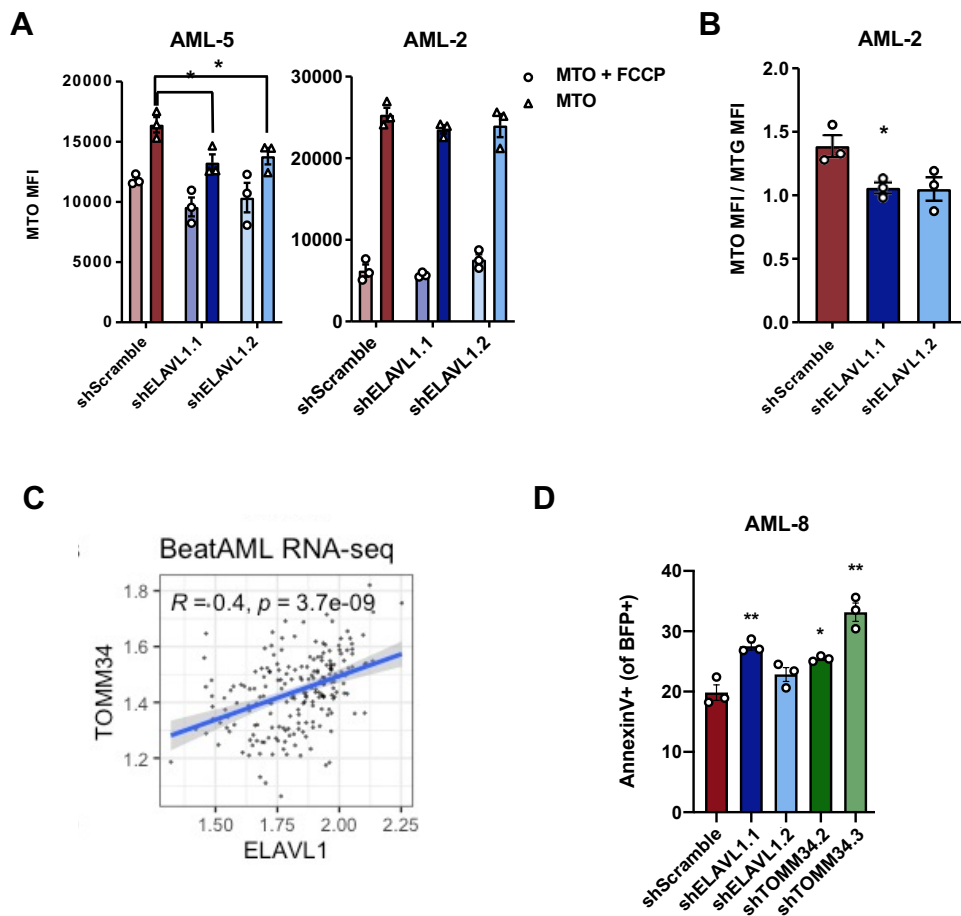 A
AML-5
AML-2
MTO + FCCP
MTO
MTO MFI
20000
15000
10000
5000
0
*
*
shScramble
shELAVL1.1
shELAVL1.2
30000
20000
10000
0
shScramble
shELAVL1.1
shELAVL1.2
B
AML-2
MTO MFI / MTG MFI
2.0
1.5
1.0
0.5
0.0
*
shScramble
shELAVL1.1
shELAVL1.2
C
BeatAML RNA-seq
R = 0.4, p = 3.7e-09
TOMM34
1.8
1.6
1.4
1.2
1.50
1.75
2.00
2.25
ELAVL1
D
AML-8
AnnexinV+ (of BFP+)
40
30
20
10
0
**
*
**
shScramble
shELAVL1.1
shELAVL1.2
shTOMM34.2
shTOMM34.3